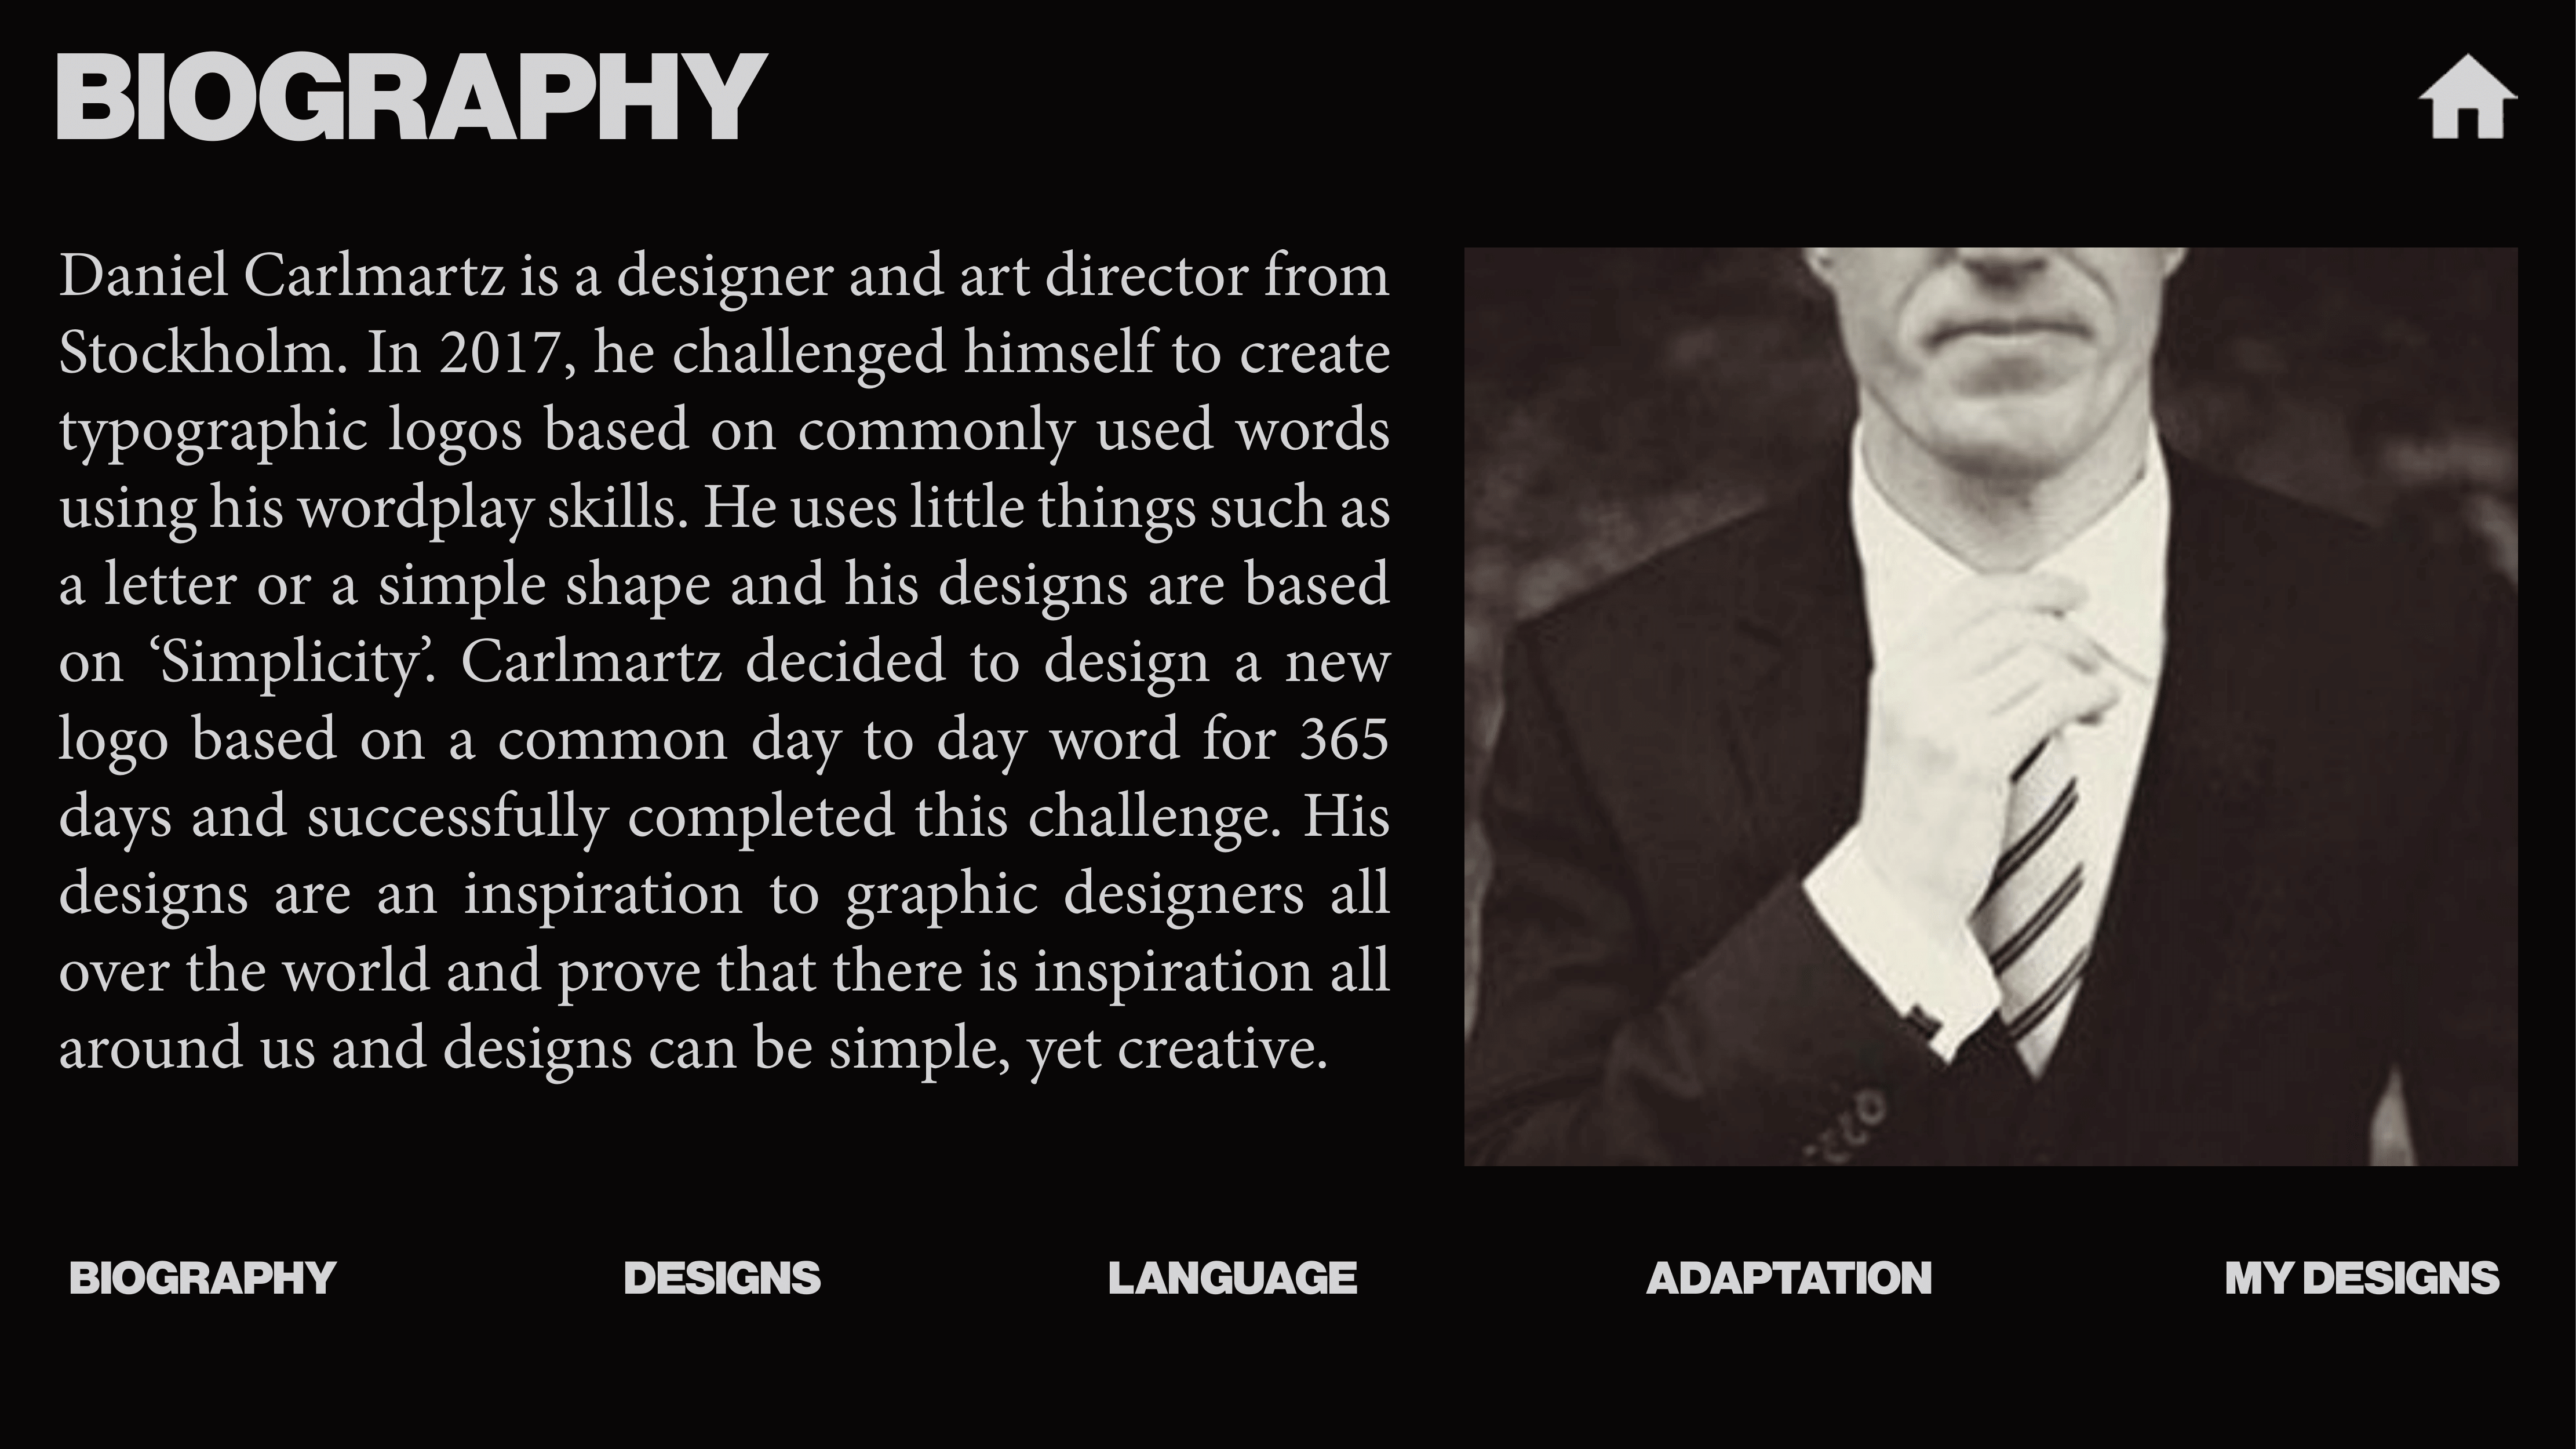 BIOGRAPHY
Daniel Carlmartz is a designer and art director from
Stockholm. In 2017, he challenged himself to create
typographic logos based on commonly used words
using his wordplay skills. He uses little things such as
a letter or a simple shape and his designs are based
on ‘Simplicity’. Carlmartz decided to design a new
logo based on a common day to day word for 365
days and successfully completed this challenge. His
designs are an inspiration to graphic designers all
over the world and prove that there is inspiration all
around us and designs can be simple, yet creative.
BIOGRAPHY DESIGNS LANGUAGE ADAPTATION MY DESIGNS